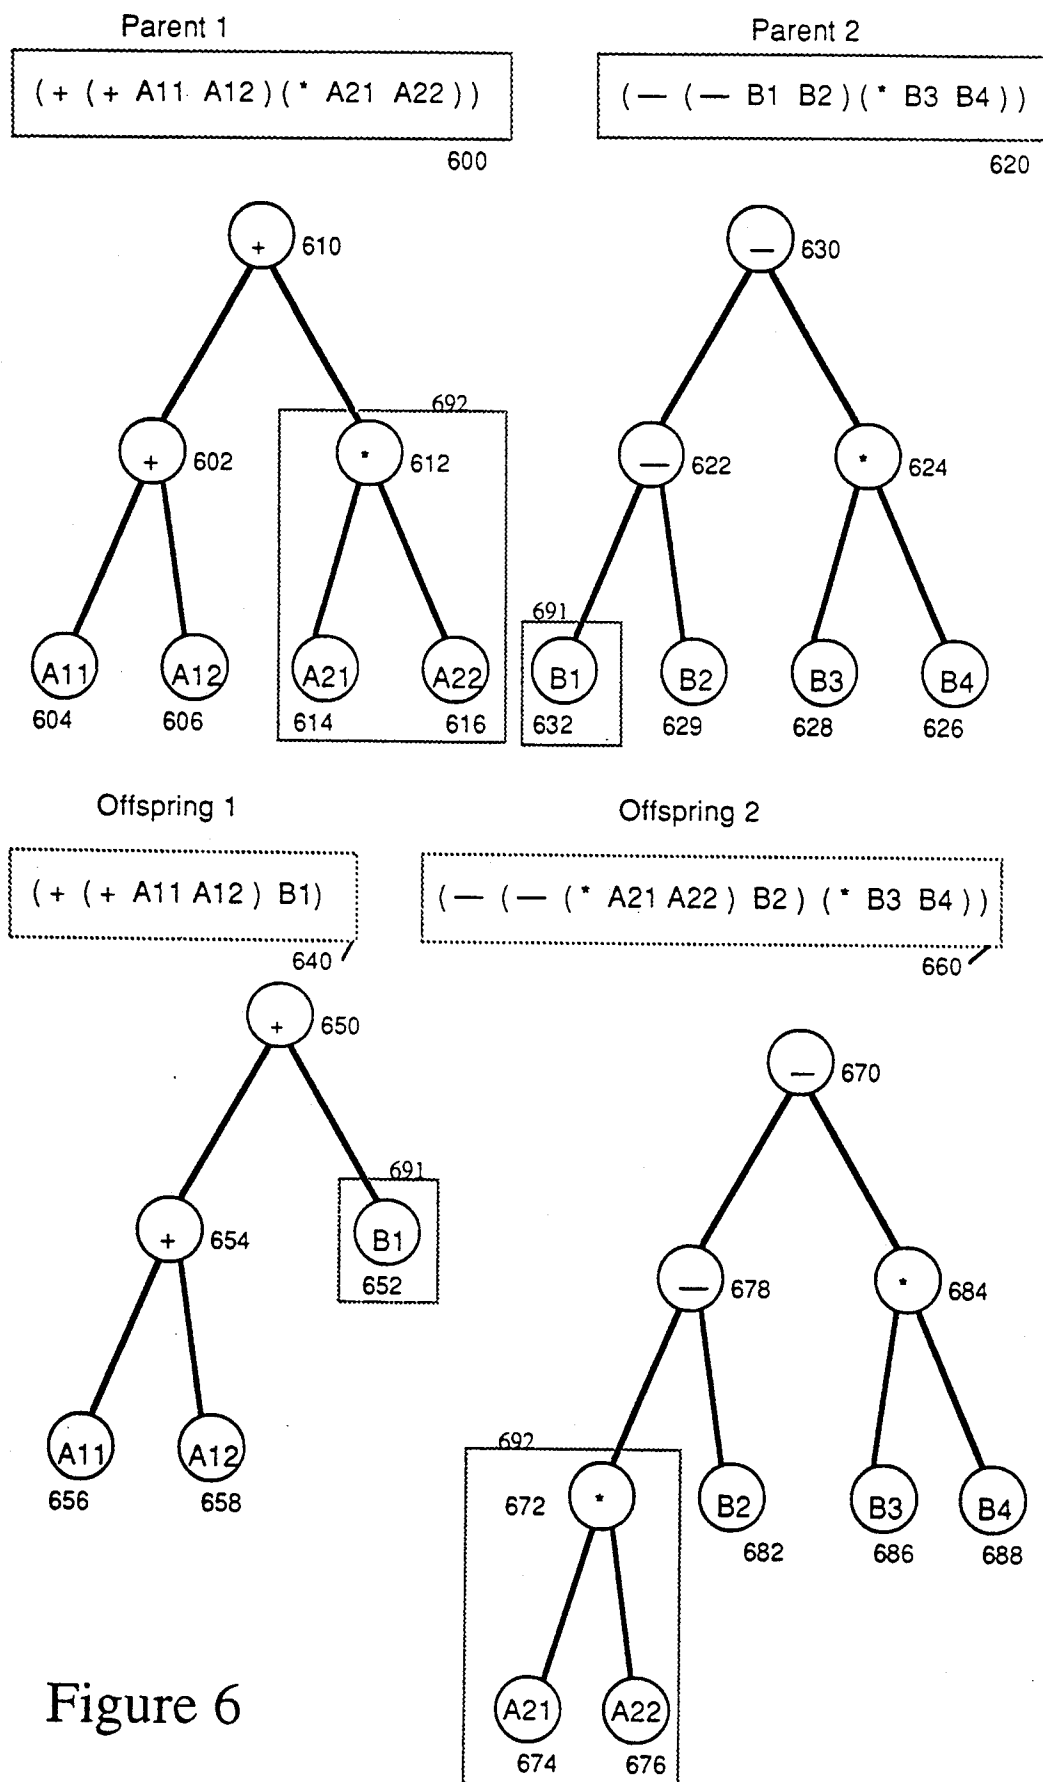 Parent 1
Parent 2
( + ( + A11 A12 ) ( * A21 A22 ) )
( — ( — B1 B2 ) ( * B3 B4 ) )
600
620
+ 610
— 630
692
+ 602
* 612
— 622
* 624
691
A11
A12
A21
A22
B1
B2
B3
B4
604
606
614
616
632
629
628
626
Offspring 1
Offspring 2
( + ( + A11 A12 ) B1)
( — ( — ( * A21 A22 ) B2 ) ( * B3 B4 ) )
640
660
+ 650
— 670
691
+ 654
B1
652
— 678
* 684
692
A11
A12
656
658
672 *
B2
B3
B4
682
686
688
A21
A22
674
676
Figure 6